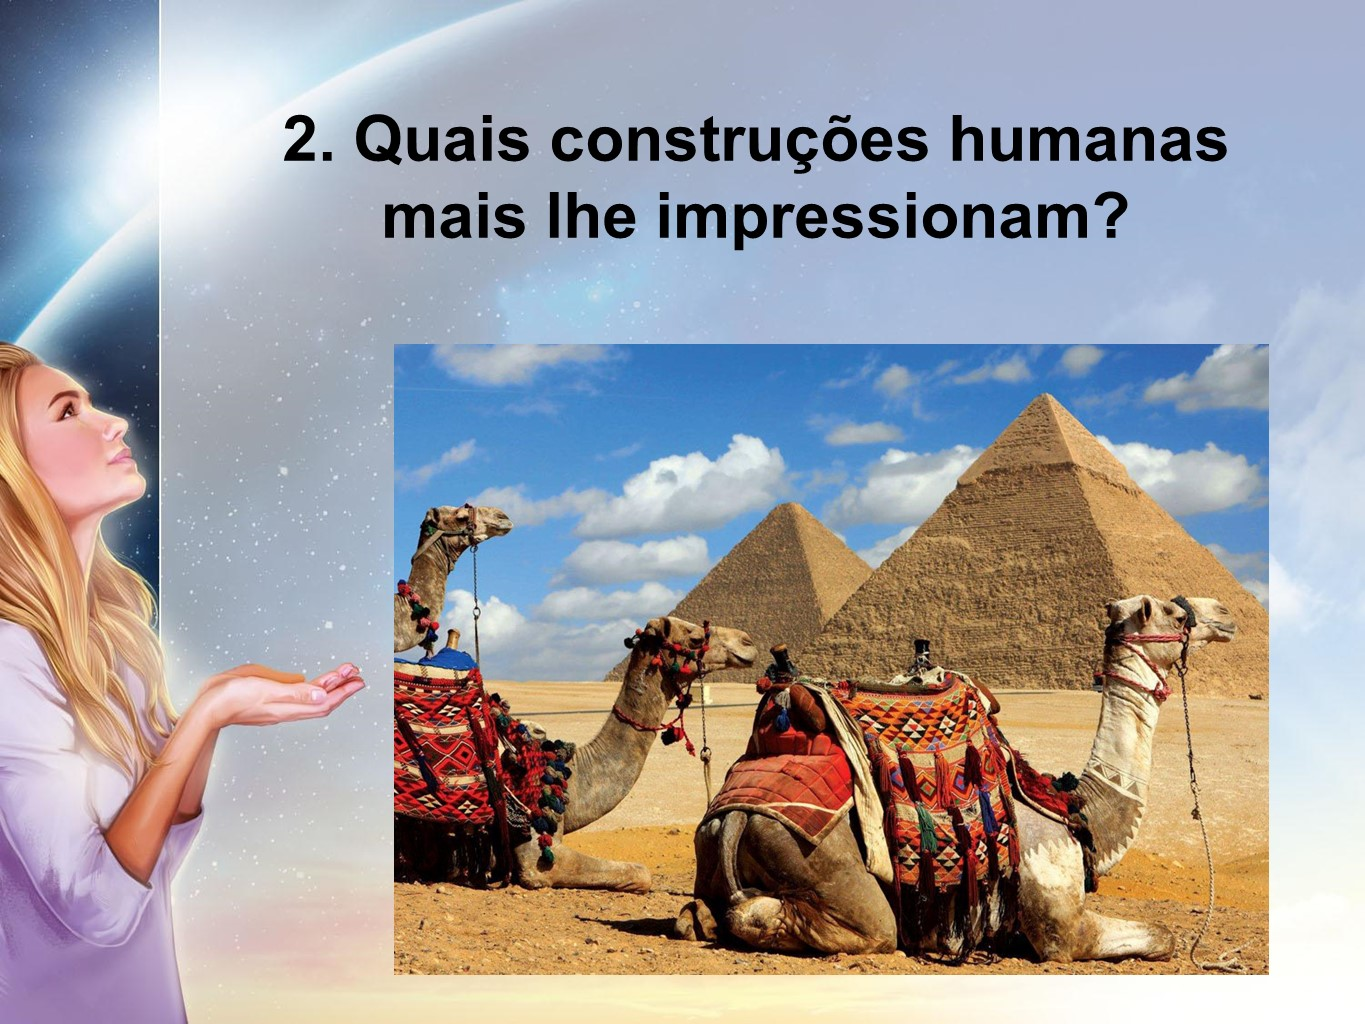 2. Quais construções humanas
mais lhe impressionam?